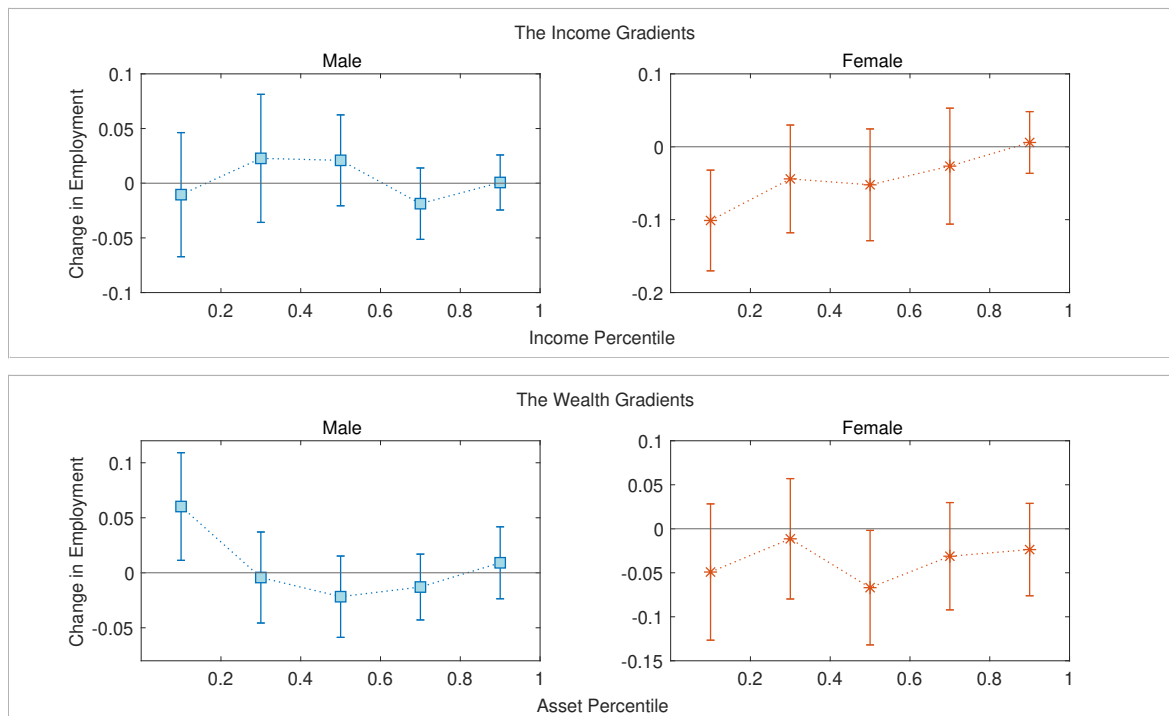 The Income Gradients
Male
Female
Change in Employment
0.1
0.05
0
-0.05
-0.1
0.2 0.4 0.6 0.8 1
0.1
0
-0.1
-0.2
0.2 0.4 0.6 0.8 1
Income Percentile
The Wealth Gradients
Male
Female
Change in Employment
0.1
0.05
0
-0.05
0.2 0.4 0.6 0.8 1
0.1
0.05
0
-0.05
-0.1
-0.15
0.2 0.4 0.6 0.8 1
Asset Percentile